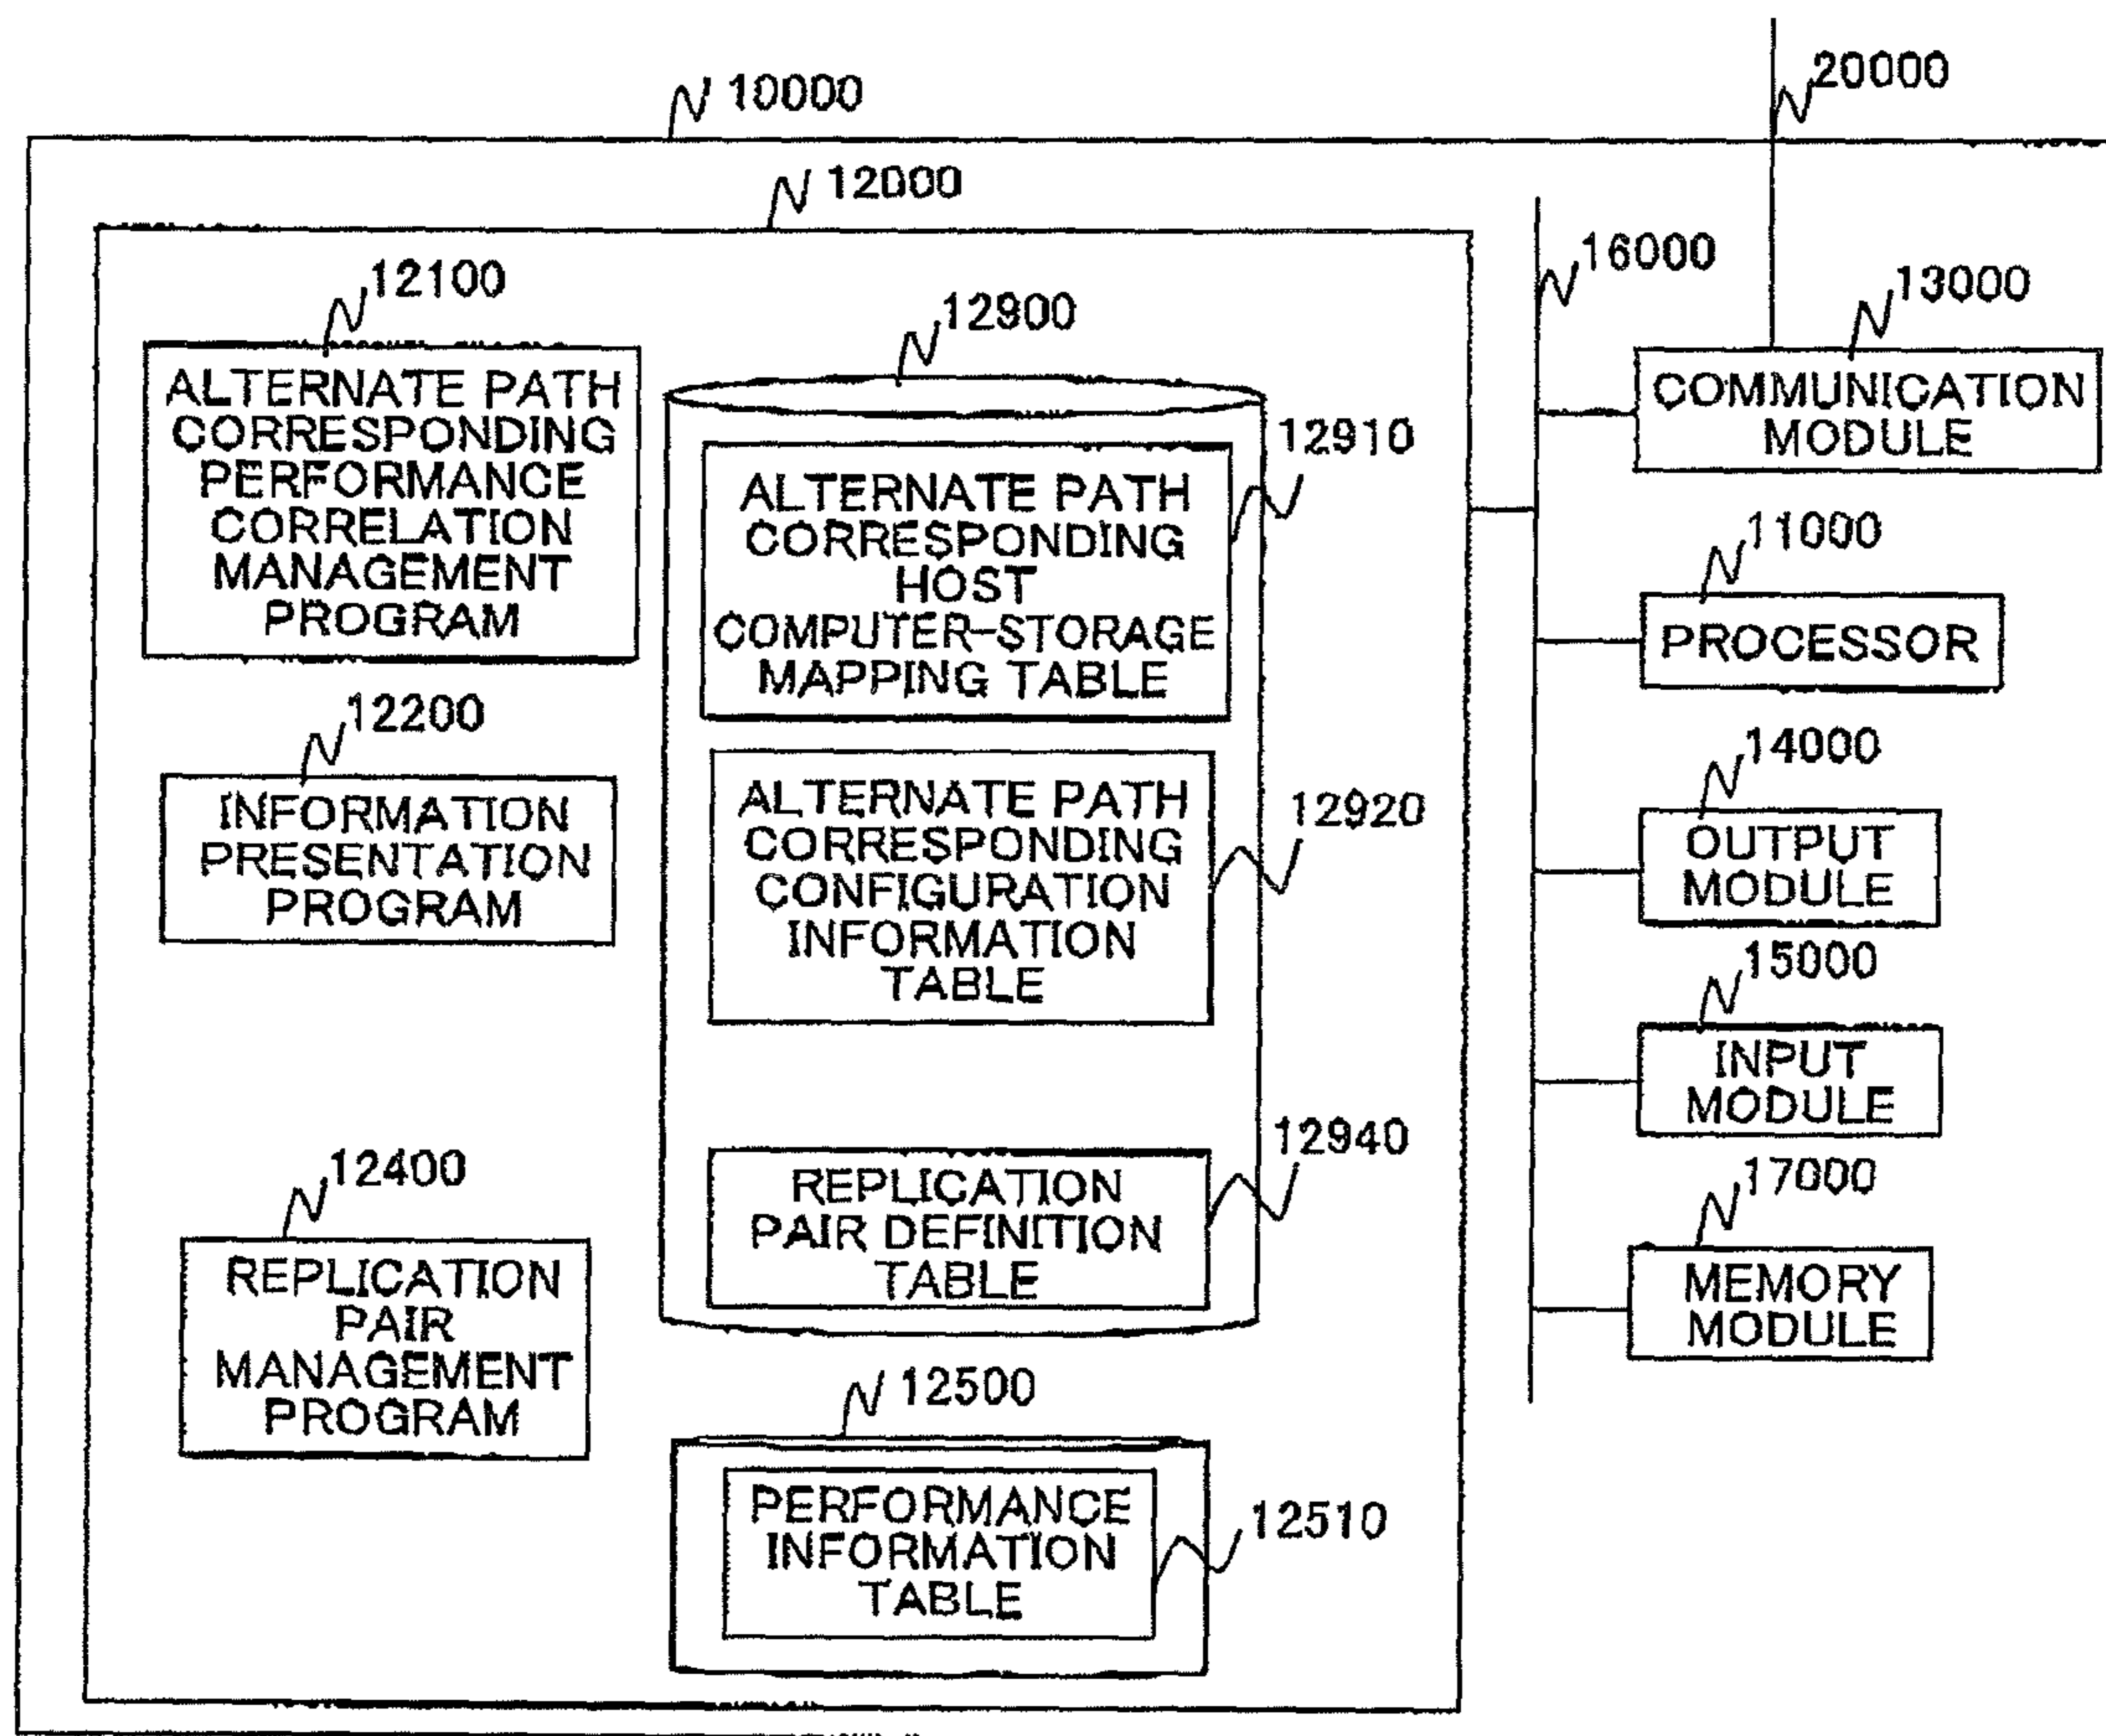 10000
20000
12000
16000
13000
12100
12900
COMMUNICATION
MODULE
ALTERNATE PATH
CORRESPONDING
PERFORMANCE
CORRELATION
MANAGEMENT
PROGRAM
12910
ALTERNATE PATH
CORRESPONDING
HOST
COMPUTER-STORAGE
MAPPING TABLE
11000
PROCESSOR
12200
INFORMATION
PRESENTATION
PROGRAM
12920
ALTERNATE PATH
CORRESPONDING
CONFIGURATION
INFORMATION
TABLE
14000
OUTPUT
MODULE
15000
INPUT
MODULE
12400
REPLICATION
PAIR
MANAGEMENT
PROGRAM
12940
REPLICATION
PAIR DEFINITION
TABLE
17000
MEMORY
MODULE
12500
PERFORMANCE
INFORMATION
TABLE
12510